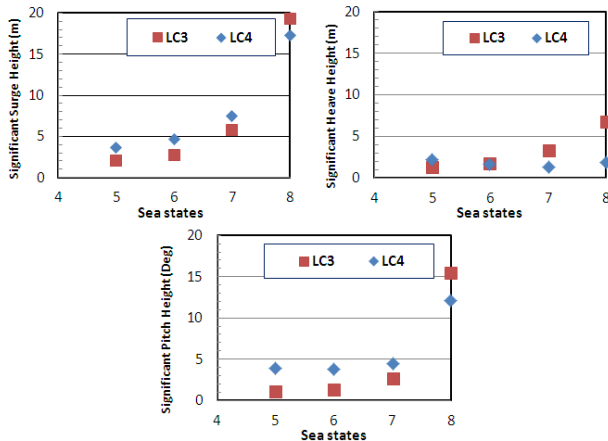 Significant Surge Height (m)
20
15
10
5
0
LC3 LC4
4 5 6 7 8
Sea states
Significant Heave Height (m)
20
15
10
5
0
LC3 LC4
4 5 6 7 8
Sea states
Significant Pitch Height (Deg)
20
15
10
5
0
LC3 LC4
4 5 6 7 8
Sea states